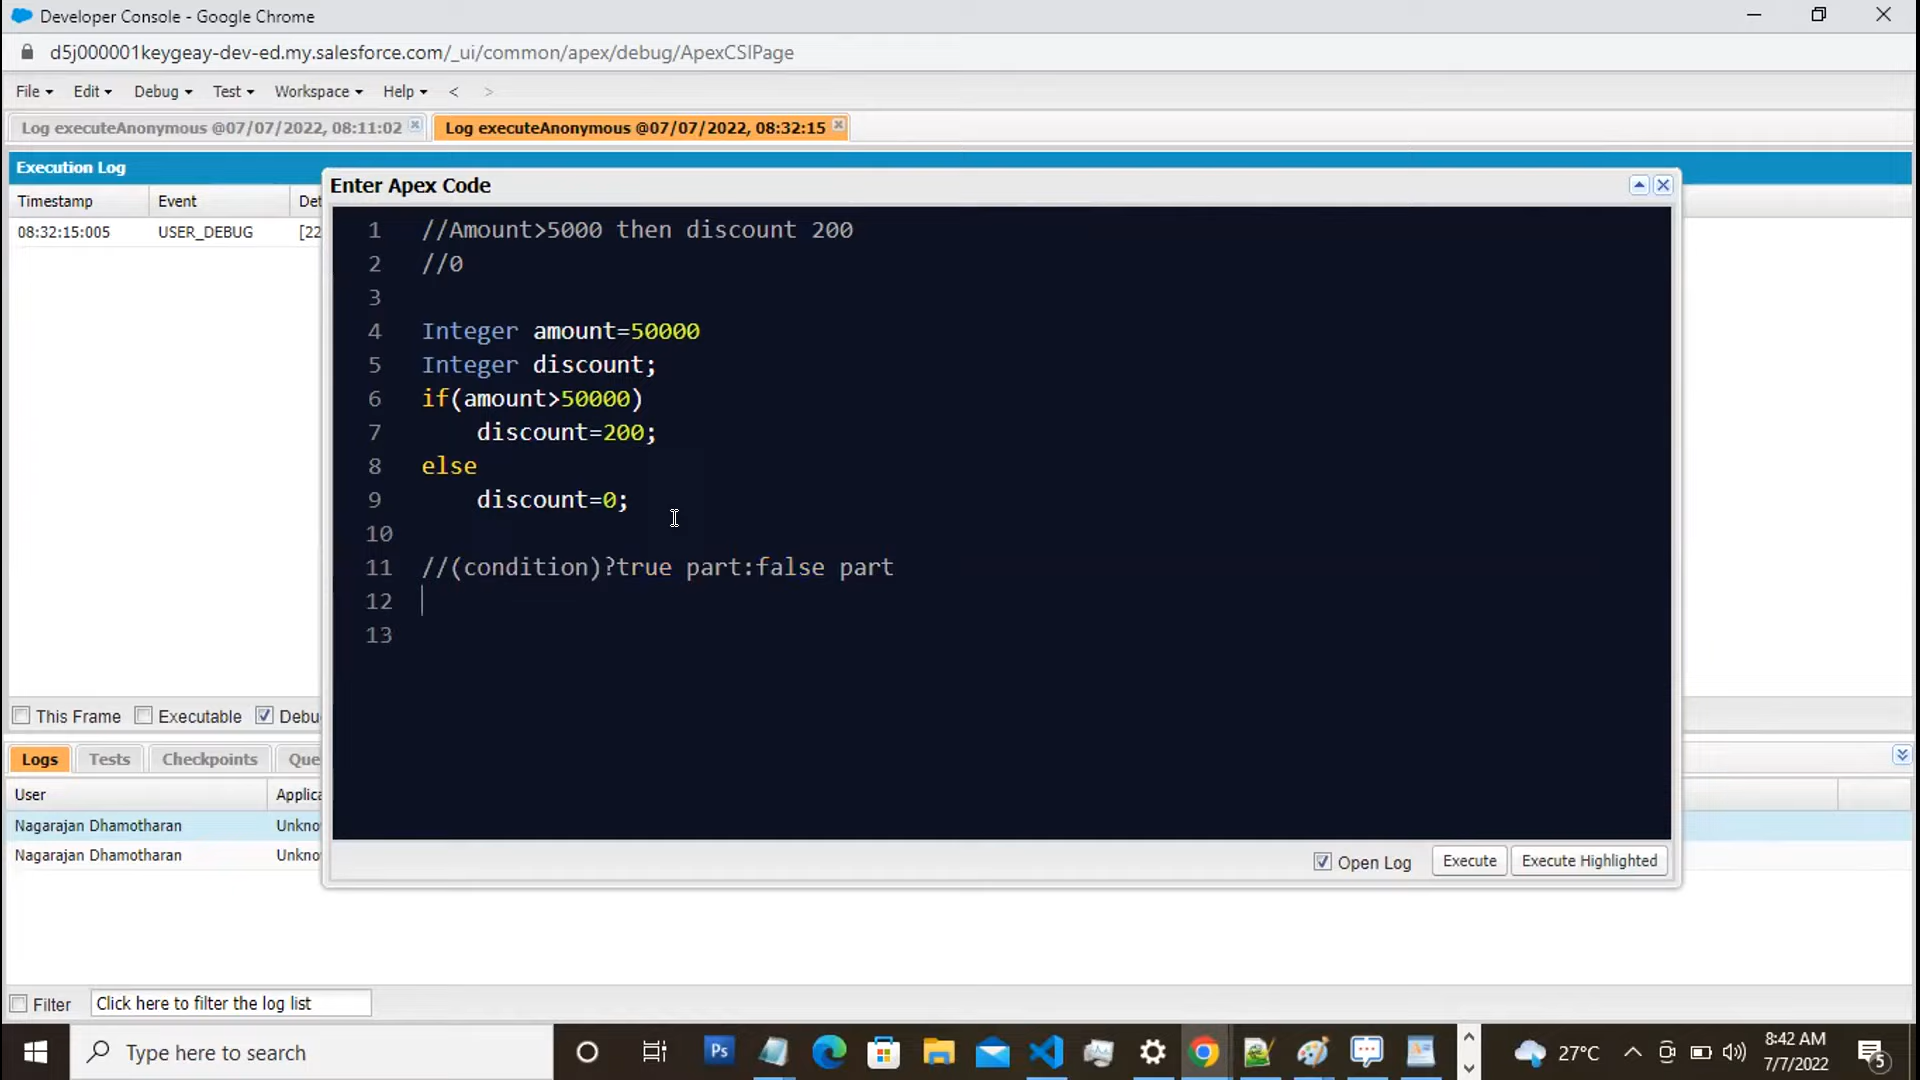 Developer Console - Google Chrome
d5j000001keygeay-dev-ed.my.salesforce.com/_ui/common/apex/debug/ApexCSIPage
File Edit Debug Test Workspace Help < >
Log executeAnonymous @07/07/2022, 08:11:02 Log executeAnonymous @07/07/2022, 08:32:15
Execution Log
Timestamp Event Det
08:32:15:005 USER_DEBUG [22
Enter Apex Code
1 //Amount>5000 then discount 200
2 //0
3
4 Integer amount=50000
5 Integer discount;
6 if(amount>50000)
7 discount=200;
8 else
9 discount=0;
10
11 //(condition)?true part:false part
12
13
Open Log Execute Execute Highlighted
This Frame Executable Debu
Logs Tests Checkpoints Que
User Applica
Nagarajan Dhamotharan Unkno
Nagarajan Dhamotharan Unkno
Filter Click here to filter the log list
Type here to search
Ps
27°C
8:42 AM
7/7/2022
5